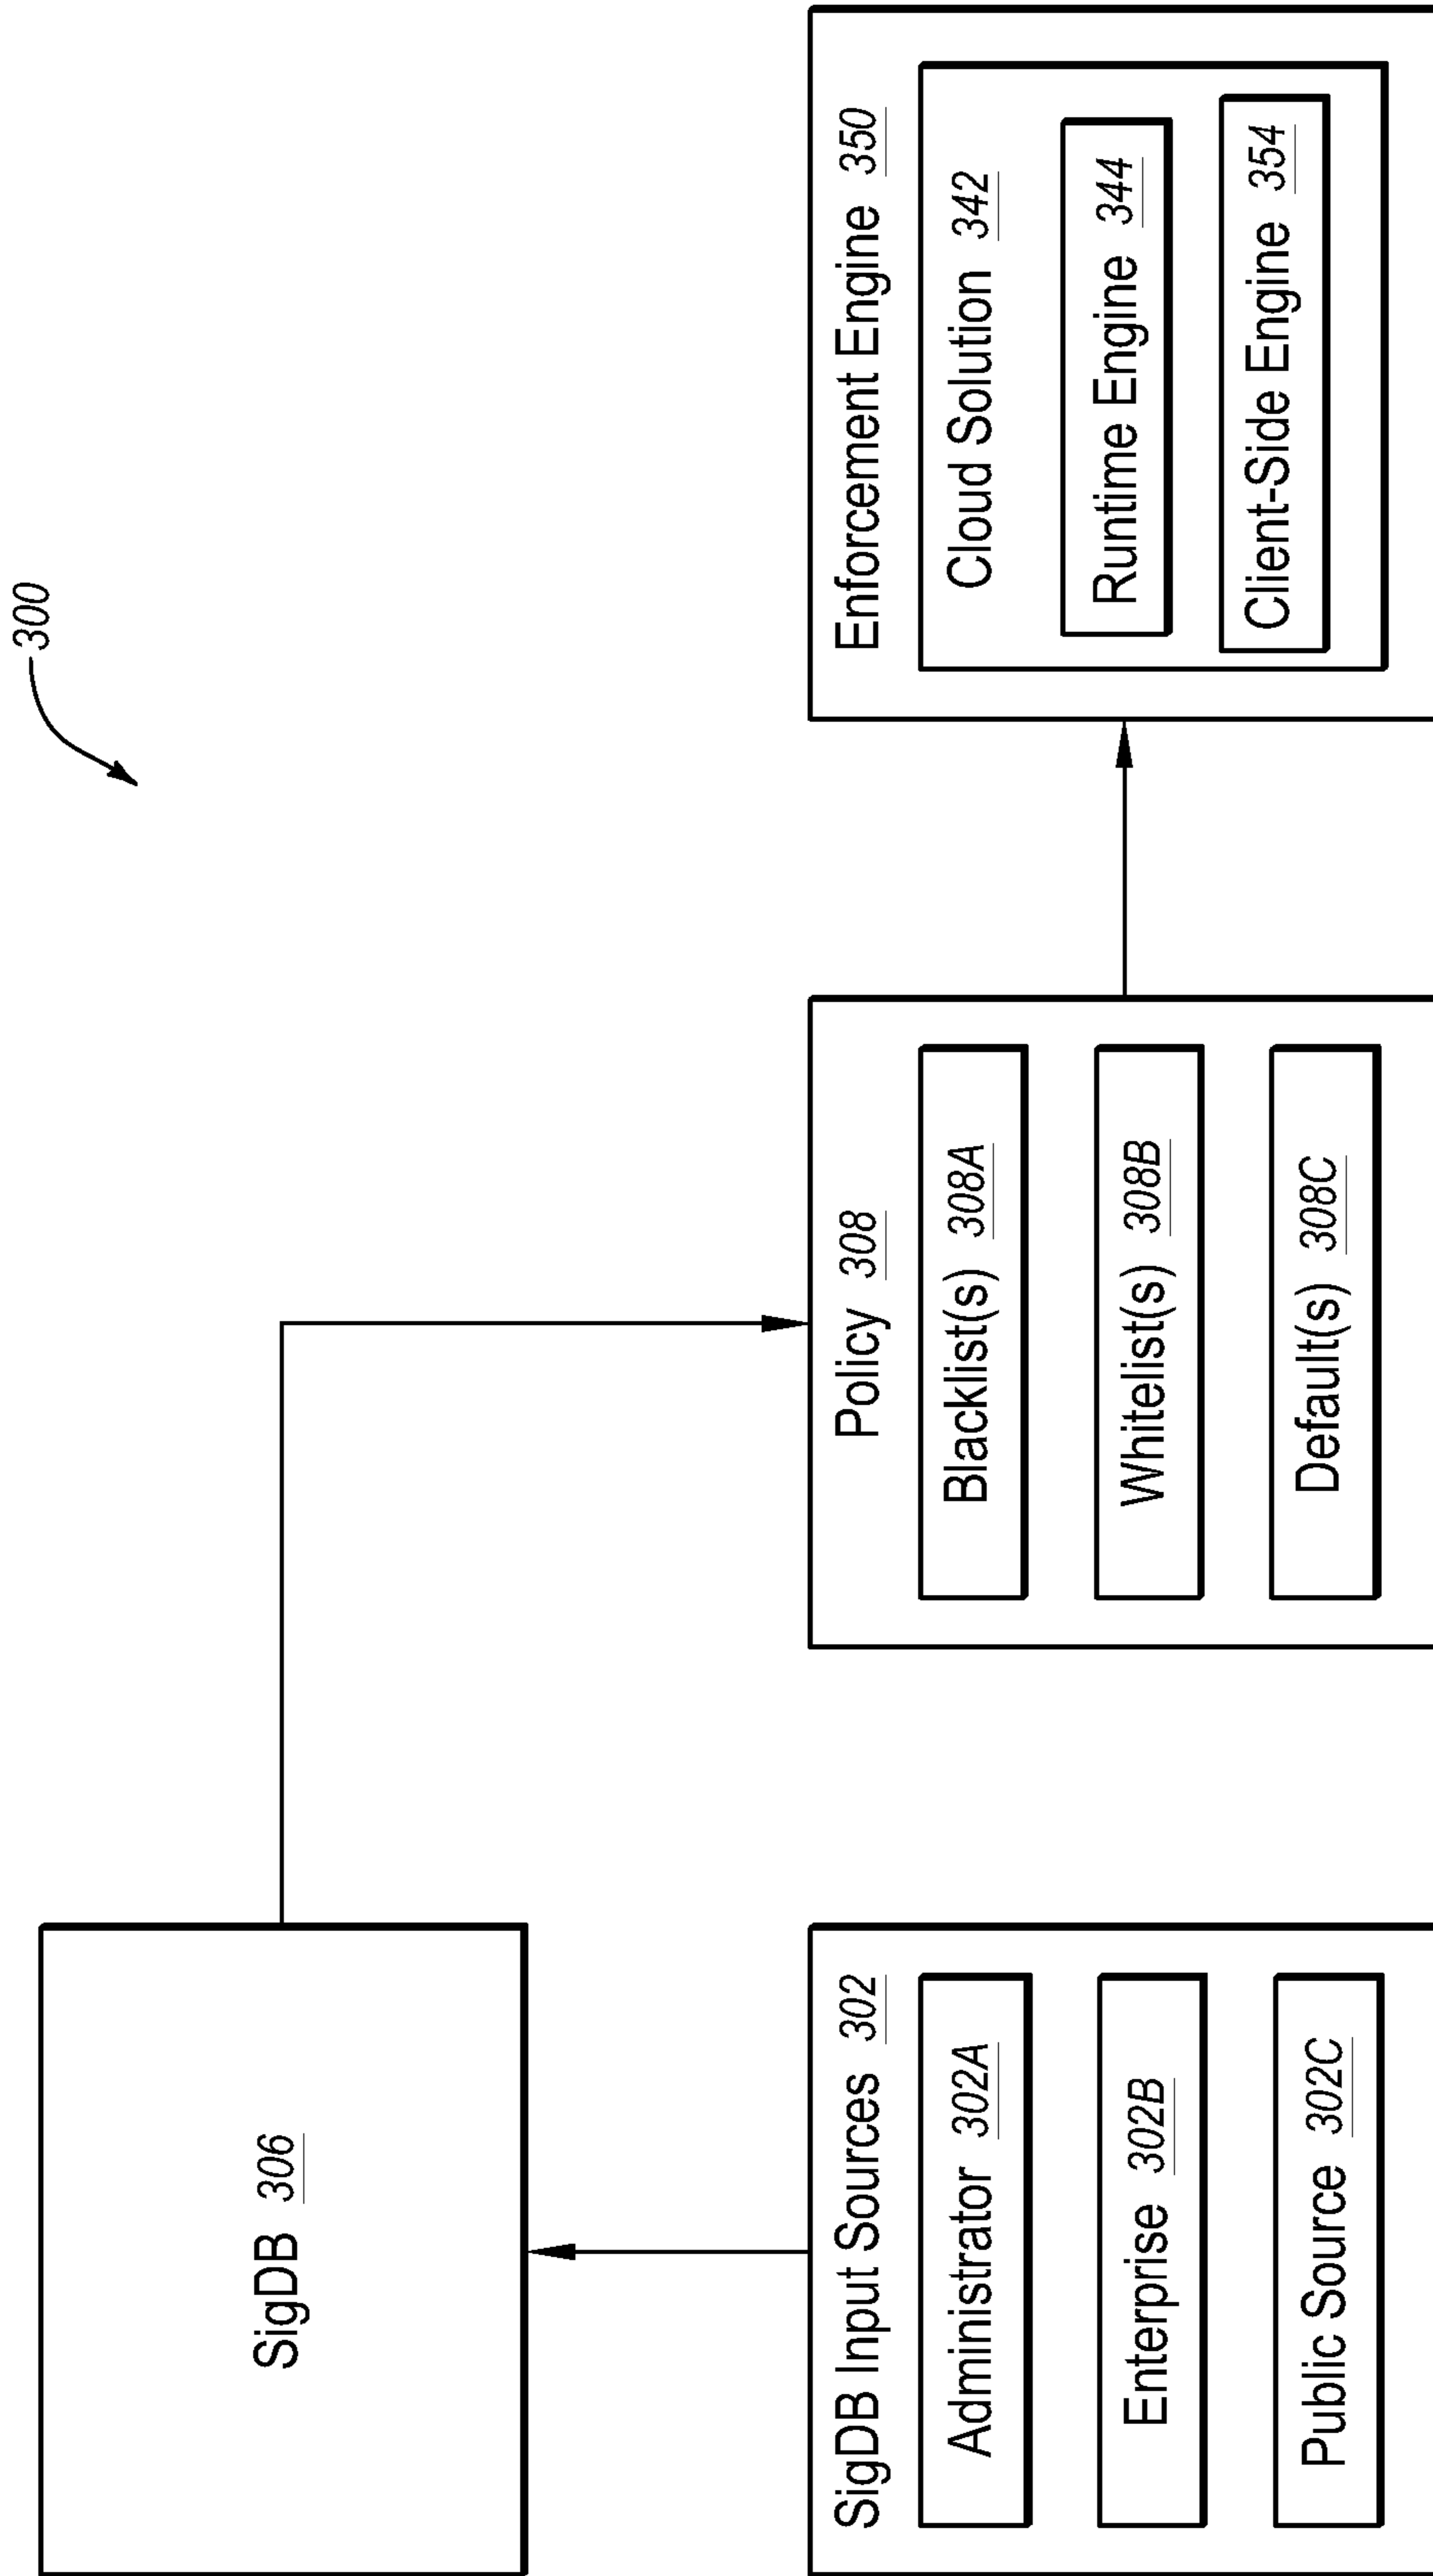 300
SigDB 306
SigDB Input Sources 302
Administrator 302A
Enterprise 302B
Public Source 302C
Policy 308
Blacklist(s) 308A
Whitelist(s) 308B
Default(s) 308C
Enforcement Engine 350
Cloud Solution 342
Runtime Engine 344
Client-Side Engine 354